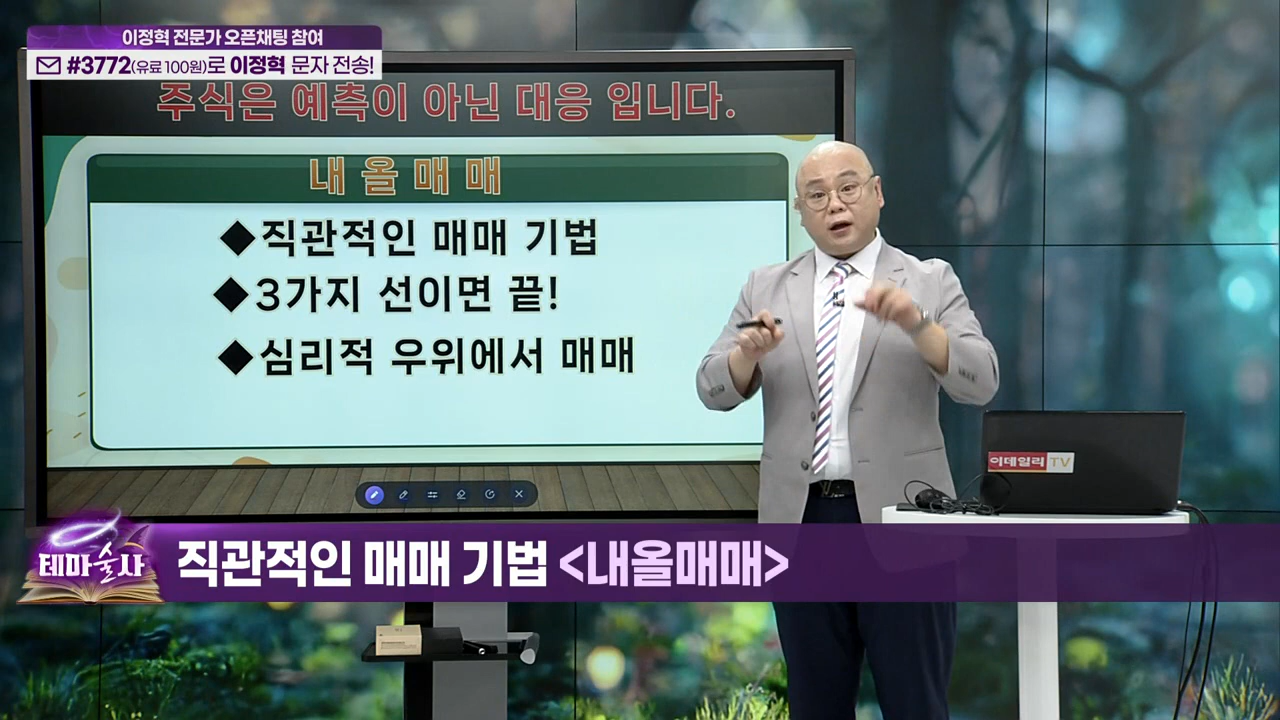 이정혁 전문가 오픈채팅 참여
#3772(유료 100원)로 이정혁 문자 전송!
주식은 예측이 아닌 대응 입니다.
내올매매
◆직관적인 매매 기법
◆3가지 선이면 끝!
◆심리적 우위에서 매매
이데일리 TV
테마술사
직관적인 매매 기법 <내올매매>